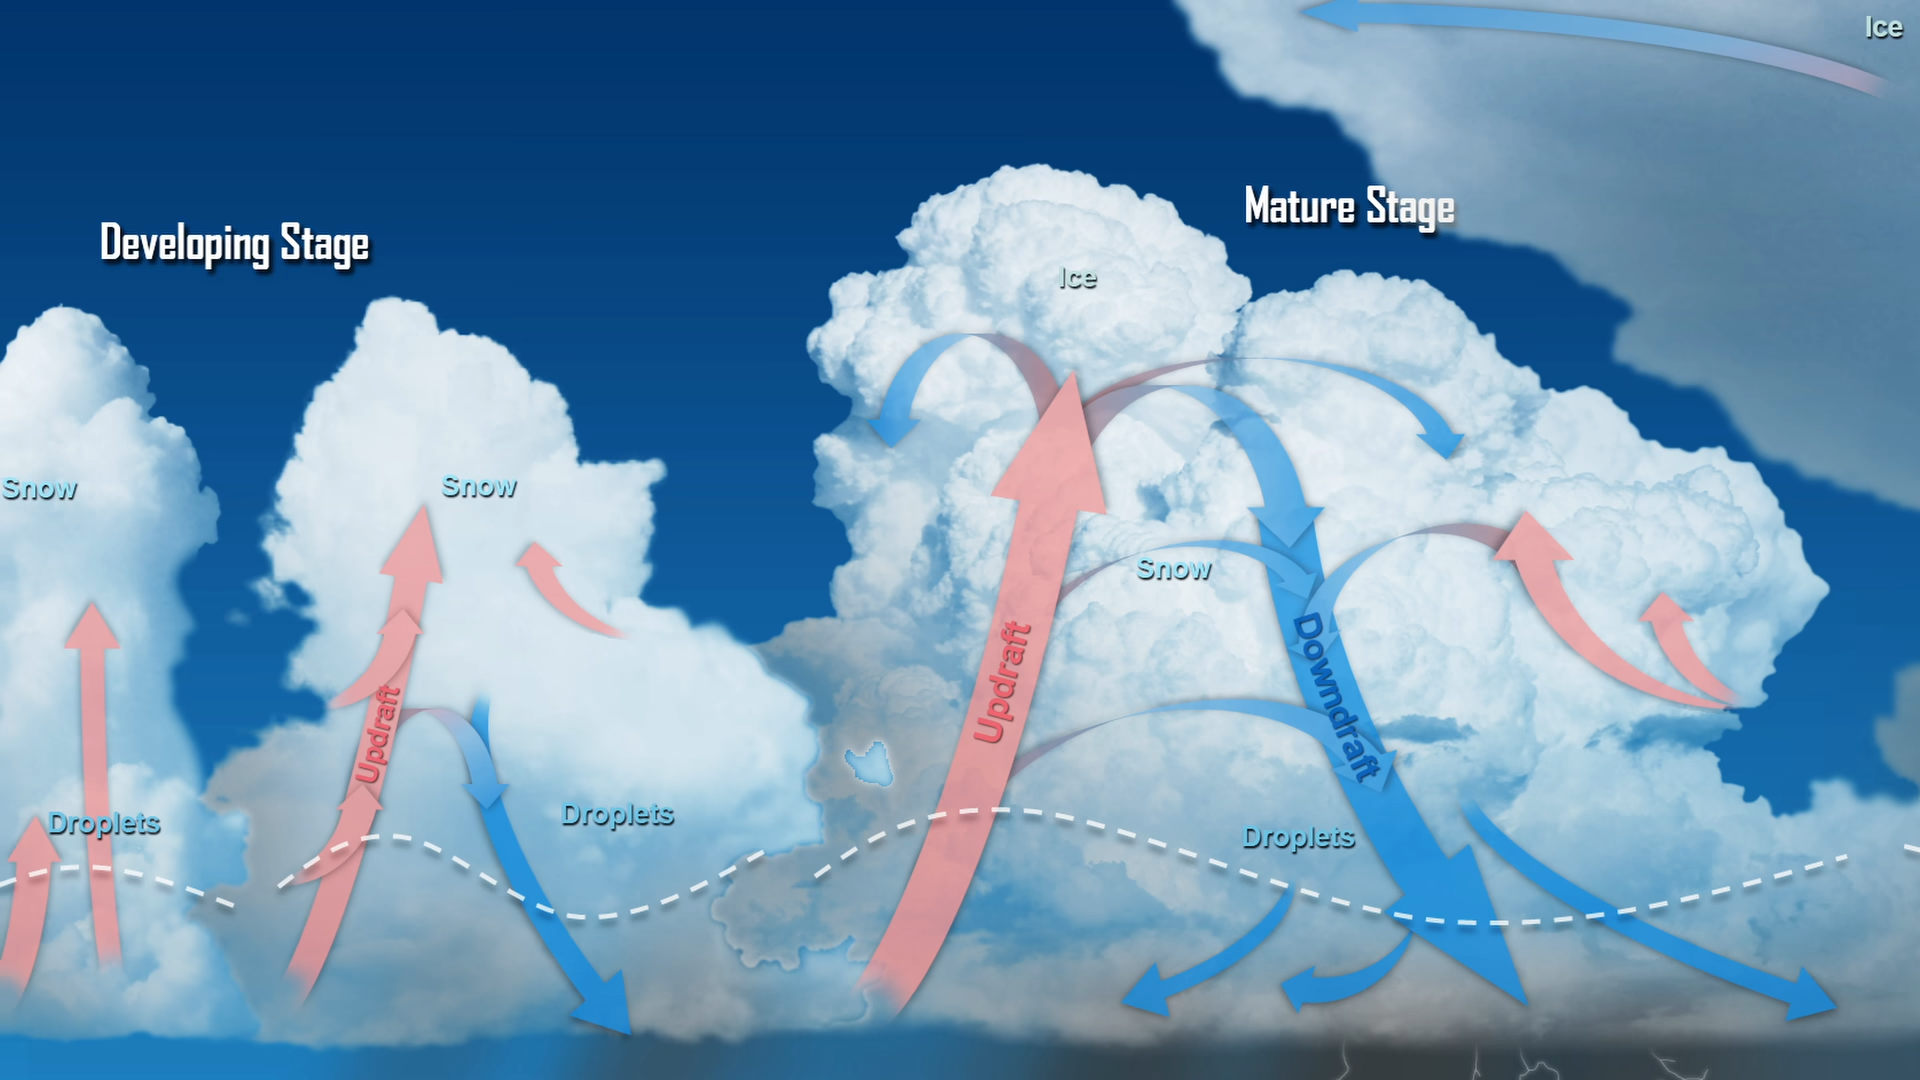 Ice
Mature Stage
Developing Stage
Ice
Snow
Snow
Snow
Updraft
Downdraft
Updraft
Droplets
Droplets
Droplets